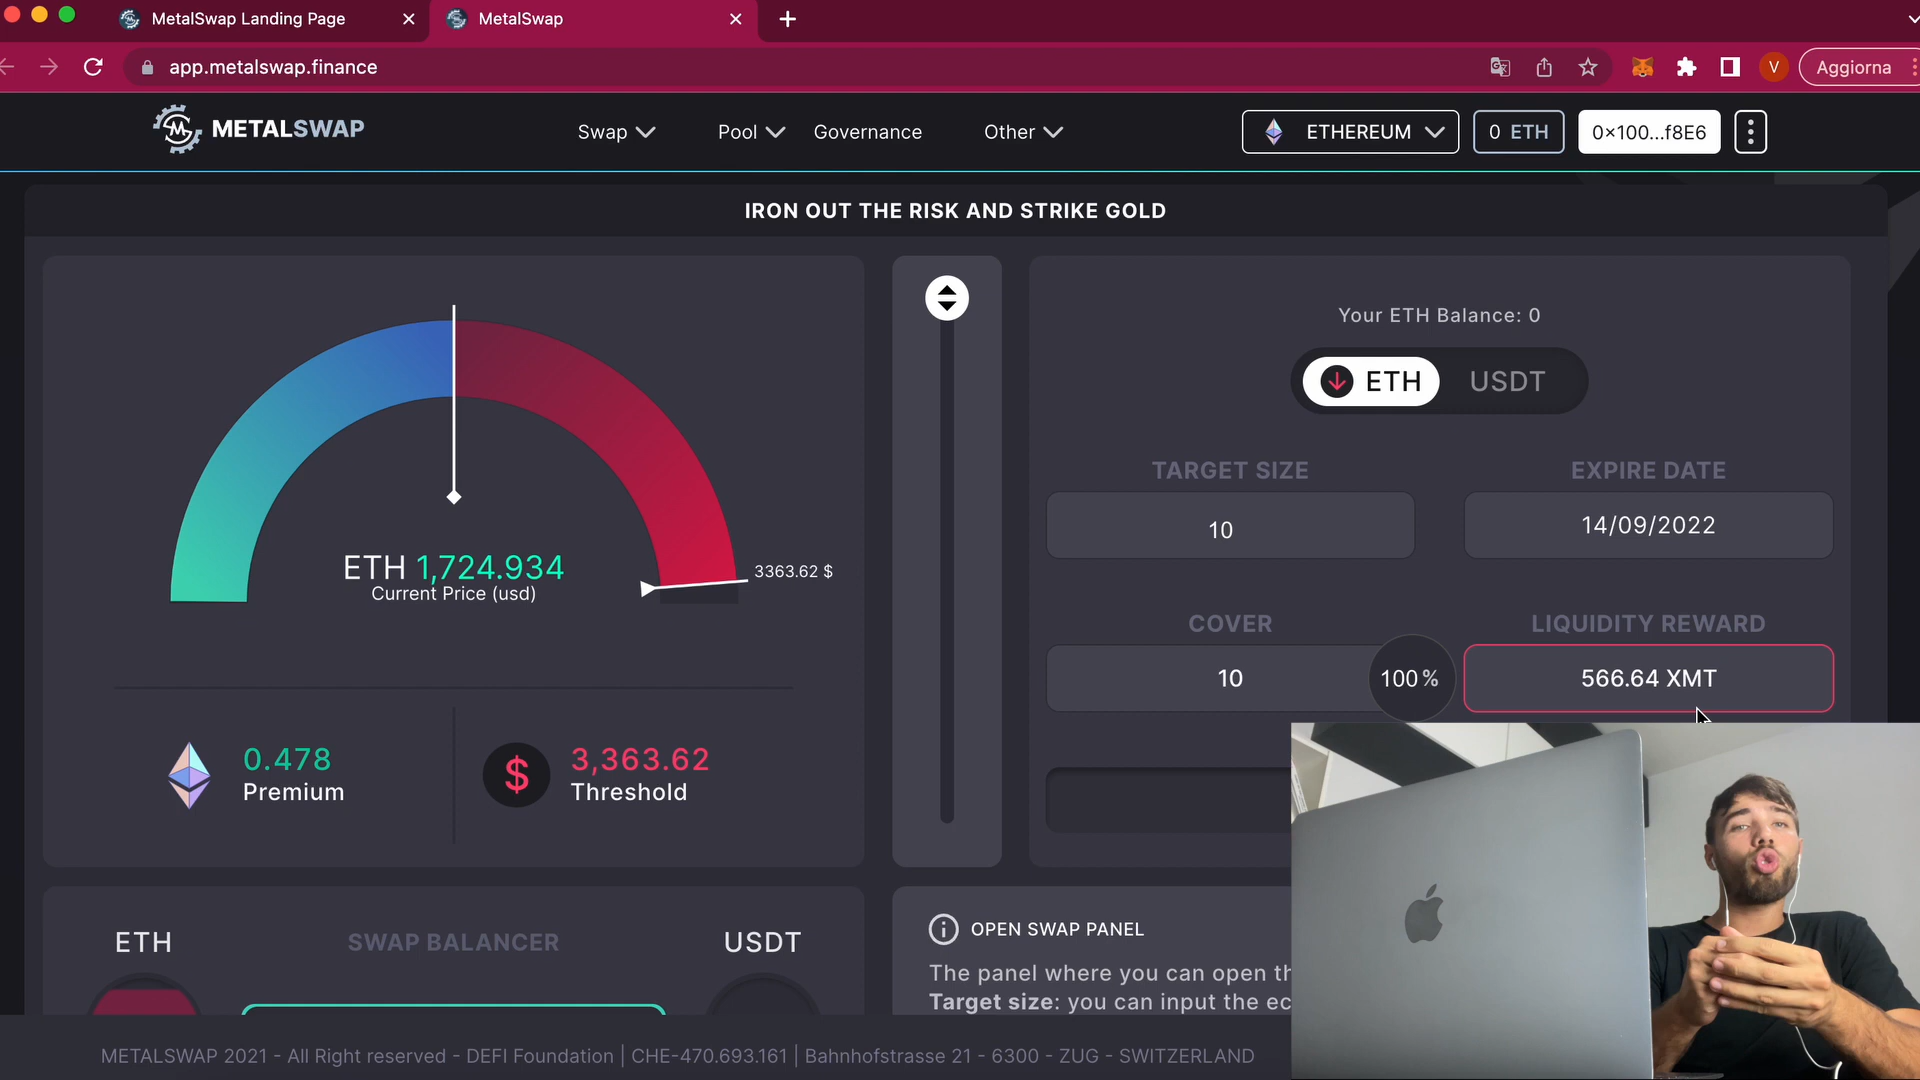 MetalSwap Landing Page
MetalSwap
app.metalswap.finance
V
Aggiorna
METALSWAP
Swap
Pool
Governance
Other
ETHEREUM
0 ETH
0x100...f8E6
IRON OUT THE RISK AND STRIKE GOLD
Your ETH Balance: 0
ETH
USDT
TARGET SIZE
EXPIRE DATE
10
14/09/2022
ETH 1,724.934
Current Price (usd)
3363.62 $
COVER
LIQUIDITY REWARD
10
100%
566.64 XMT
0.478
Premium
$
3,363.62
Threshold
ETH
SWAP BALANCER
USDT
OPEN SWAP PANEL
The panel where you can open
Target size: you can input the
METALSWAP 2021 - All Right reserved - DEFI Foundation | CHE-470.693.161 | Bahnhofstrasse 21 - 6300 - ZUG - SWITZERLAND